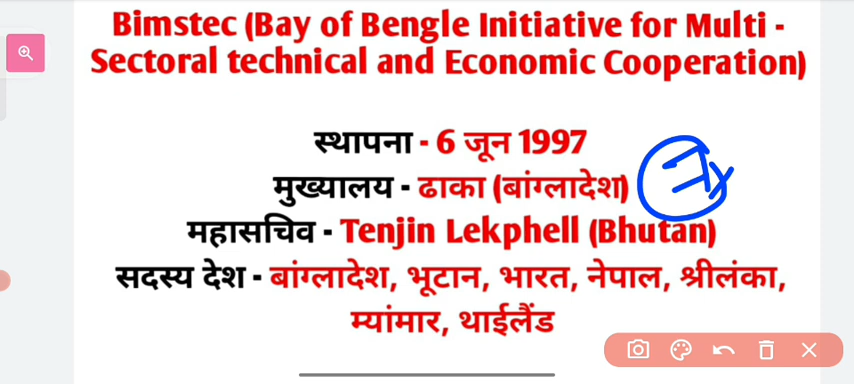 Bimstec (Bay of Bengle Initiative for Multi -
Sectoral technical and Economic Cooperation)
स्थापना - 6 जून 1997
मुख्यालय - ढाका (बांग्लादेश)
महासचिव - Tenjin Lekphell (Bhutan)
सदस्य देश - बांग्लादेश, भूटान, भारत, नेपाल, श्रीलंका,
म्यांमार, थाईलैंड